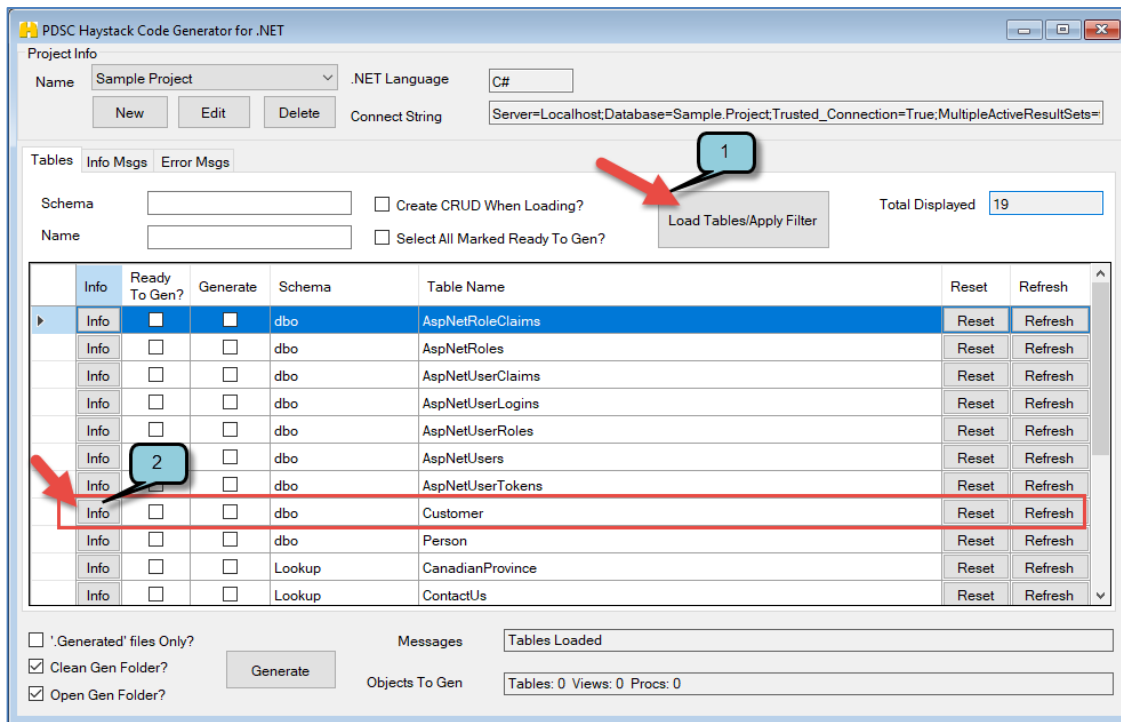 PDSC Haystack Code Generator for .NET
Project Info
Name Sample Project .NET Language C#
New Edit Delete Connect String Server=Localhost;Database=Sample.Project;Trusted_Connection=True;MultipleActiveResultSets=
Tables Info Msgs Error Msgs 1
Schema Create CRUD When Loading? Load Tables/Apply Filter Total Displayed 19
Name Select All Marked Ready To Gen?
Info Ready To Gen? Generate Schema Table Name Reset Refresh
Info dbo AspNetRoleClaims Reset Refresh
Info dbo AspNetRoles Reset Refresh
Info dbo AspNetUserClaims Reset Refresh
Info dbo AspNetUserLogins Reset Refresh
Info dbo AspNetUserRoles Reset Refresh
Info 2 dbo AspNetUsers Reset Refresh
Info dbo AspNetUserTokens Reset Refresh
Info dbo Customer Reset Refresh
Info dbo Person Reset Refresh
Info Lookup CanadianProvince Reset Refresh
Info Lookup ContactUs Reset Refresh
'.Generated' files Only? Messages Tables Loaded
Clean Gen Folder? Generate
Open Gen Folder? Objects To Gen Tables: 0 Views: 0 Procs: 0